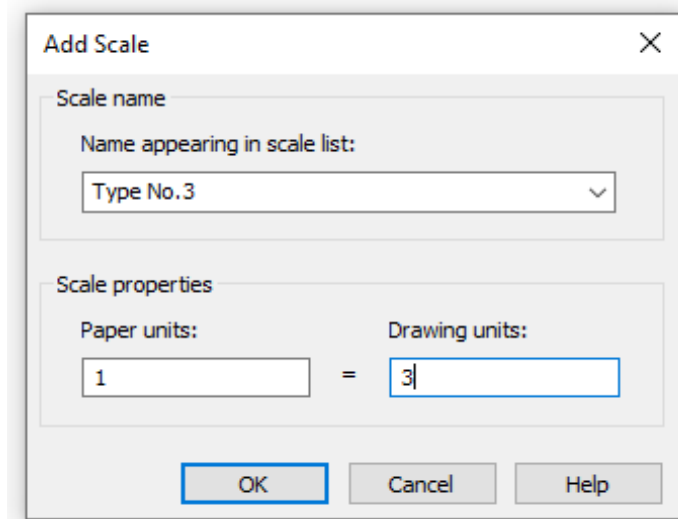 Add Scale
Scale name
Name appearing in scale list:
Type No.3
Scale properties
Paper units: Drawing units:
1 = 3
OK Cancel Help